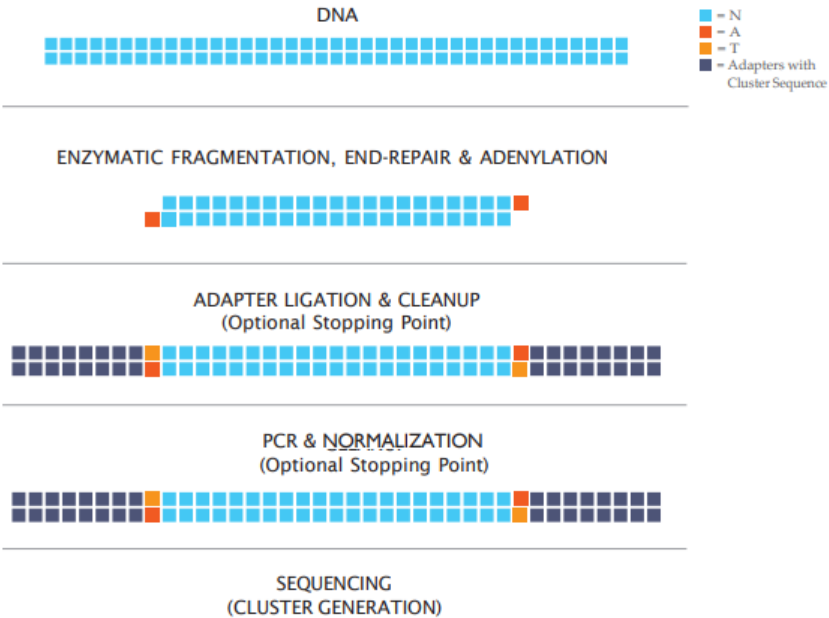 DNA
= N
= A
= T
= Adapters with
Cluster Sequence
ENZYMATIC FRAGMENTATION, END-REPAIR & ADENYLATION
ADAPTER LIGATION & CLEANUP
(Optional Stopping Point)
PCR & NORMALIZATION
(Optional Stopping Point)
SEQUENCING
(CLUSTER GENERATION)